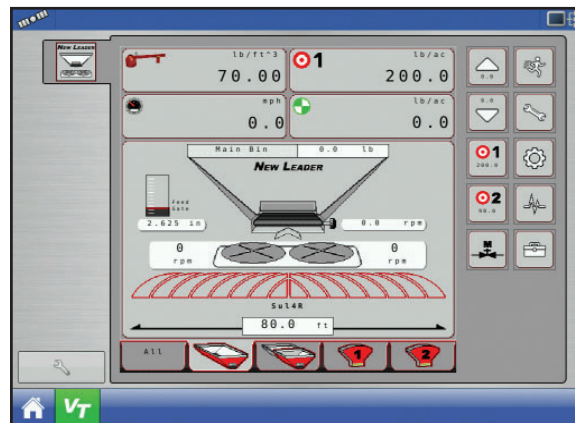 NEW LEADER
lb/ft^3
70.00
1
lb/ac
200.0
mph
0.0
lb/ac
0.0
Main Bin 0.0 lb
NEW LEADER
Feed
Gate
2.625 in
0.0 rpm
0
rpm
0
rpm
Sul4R
80.0 ft
All
1
2
0.0
0.0
1
200.0
2
M
VT